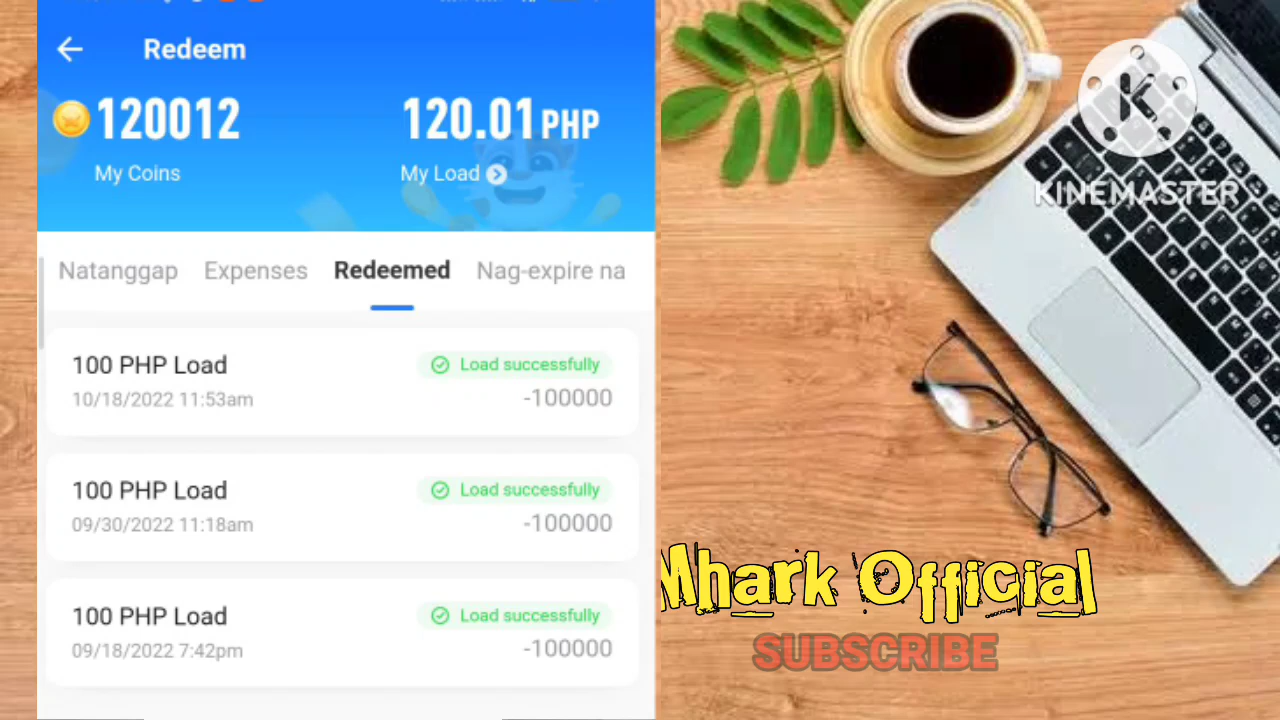 Redeem
120012
120.01 PHP
My Coins
My Load
Natanggap
Expenses
Redeemed
Nag-expire na
100 PHP Load
Load successfully
10/18/2022 11:53am
-100000
100 PHP Load
Load successfully
09/30/2022 11:18am
-100000
100 PHP Load
Load successfully
09/18/2022 7:42pm
-100000
K
KINEMASTER
Mhark Official
SUBSCRIBE